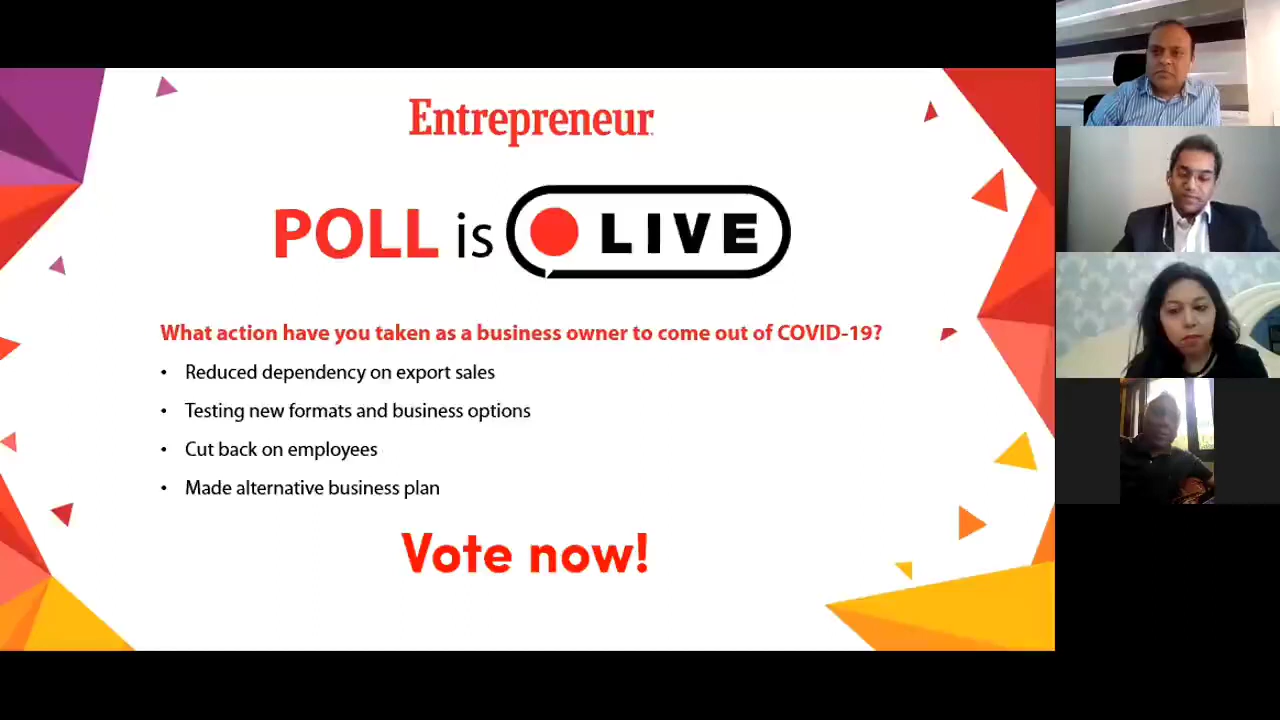 Entrepreneur
POLL is LIVE
What action have you taken as a business owner to come out of COVID-19?
• Reduced dependency on export sales
• Testing new formats and business options
• Cut back on employees
• Made alternative business plan
Vote now!